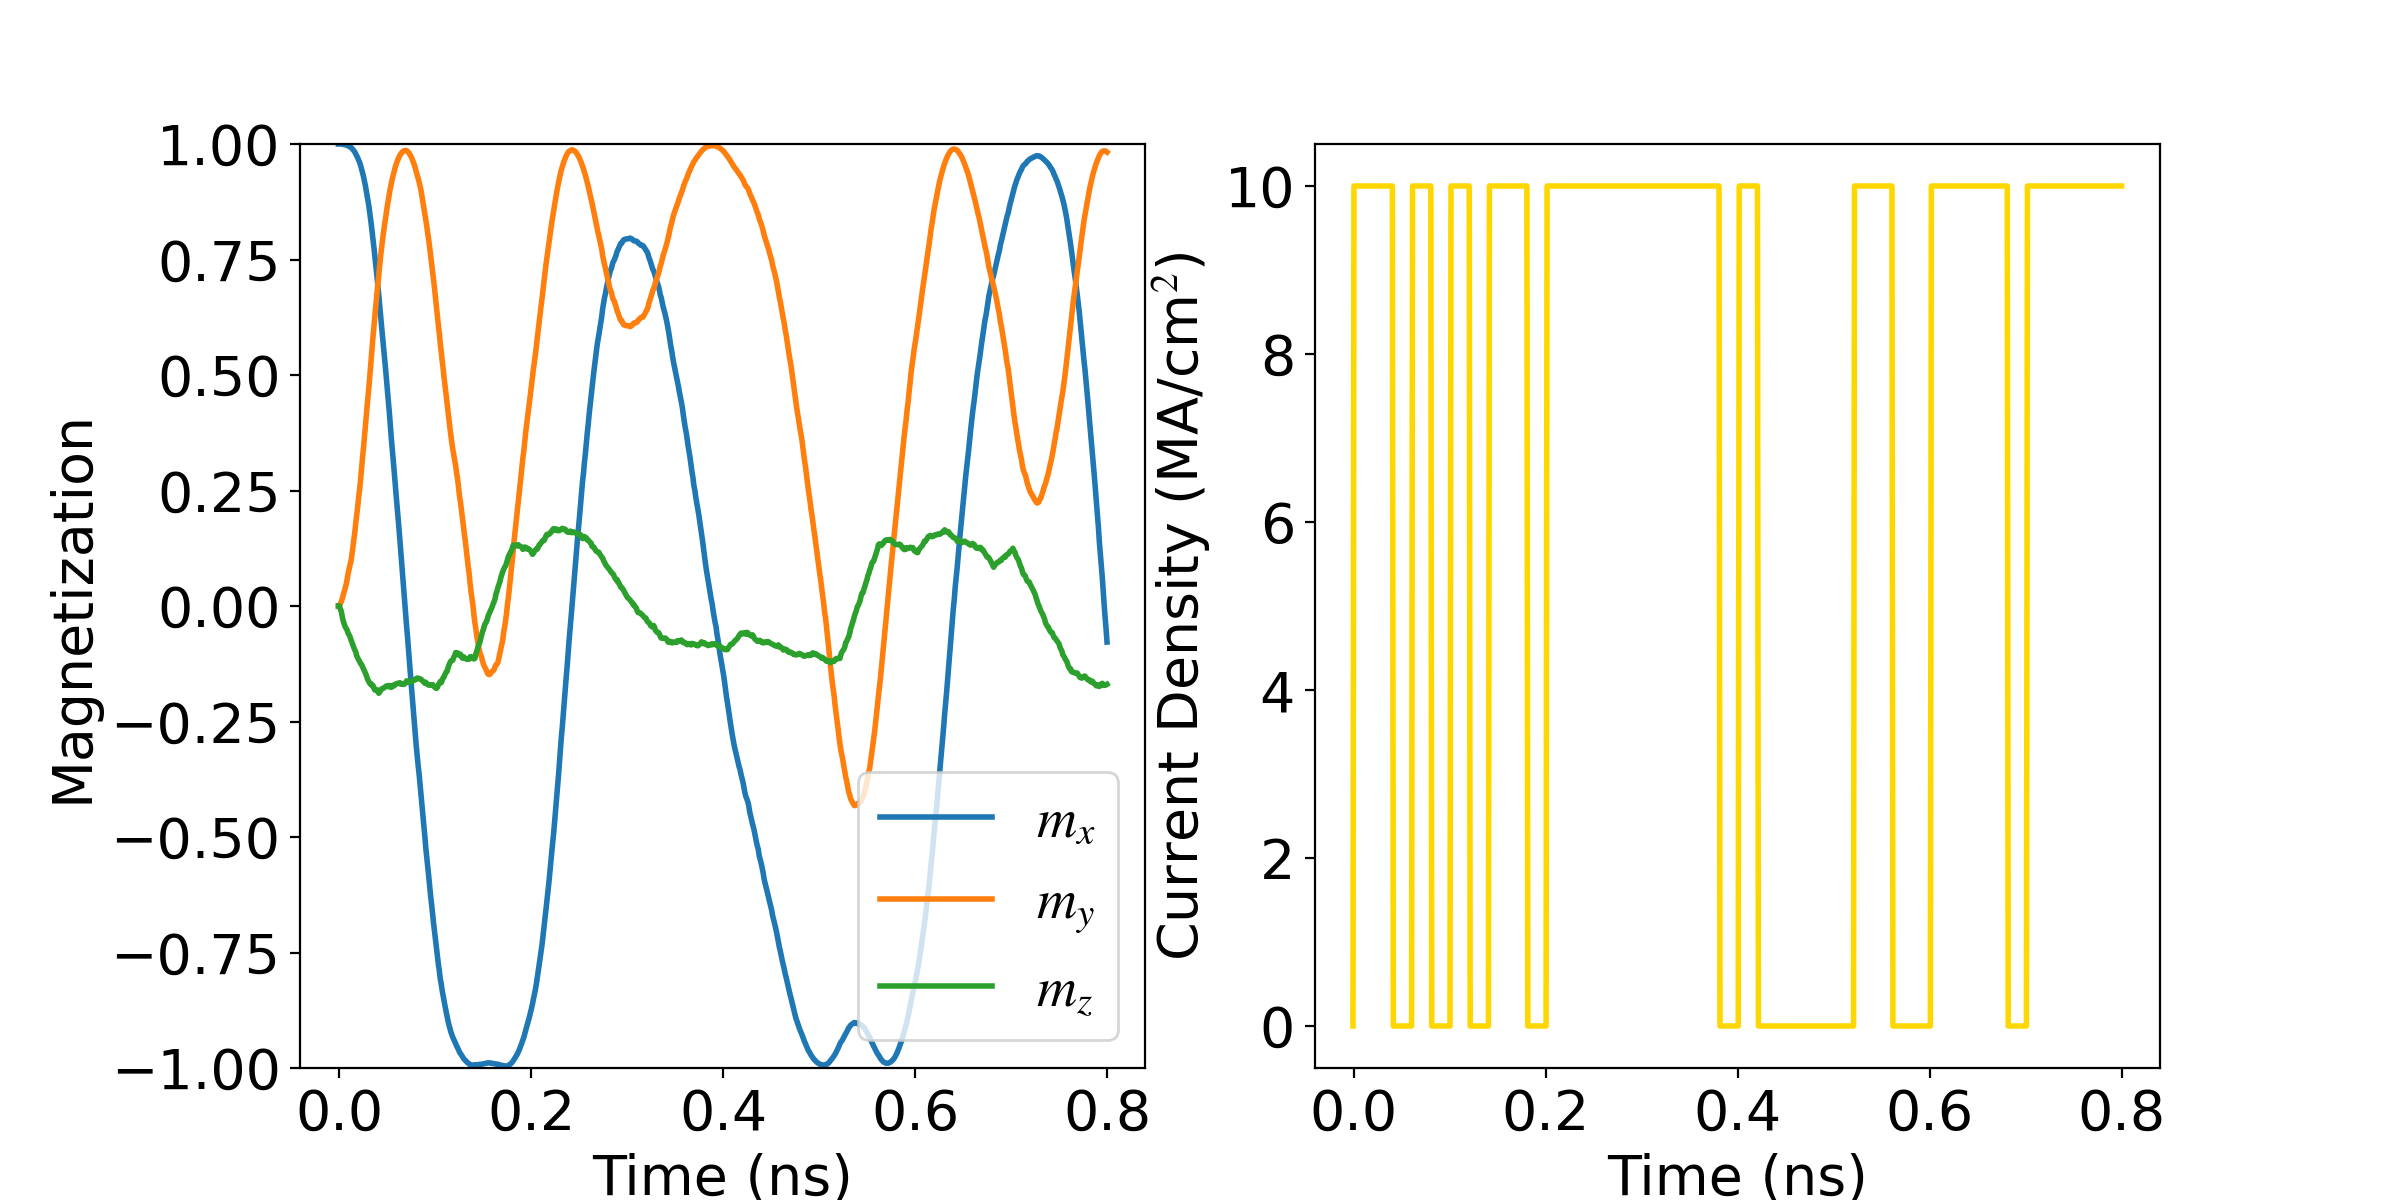 Magnetization
1.00
0.75
0.50
0.25
0.00
−0.25
−0.50
−0.75
−1.00
0.0 0.2 0.4 0.6 0.8
Time (ns)
m_x
m_y
m_z
Current Density (MA/cm²)
10
8
6
4
2
0
0.0 0.2 0.4 0.6 0.8
Time (ns)